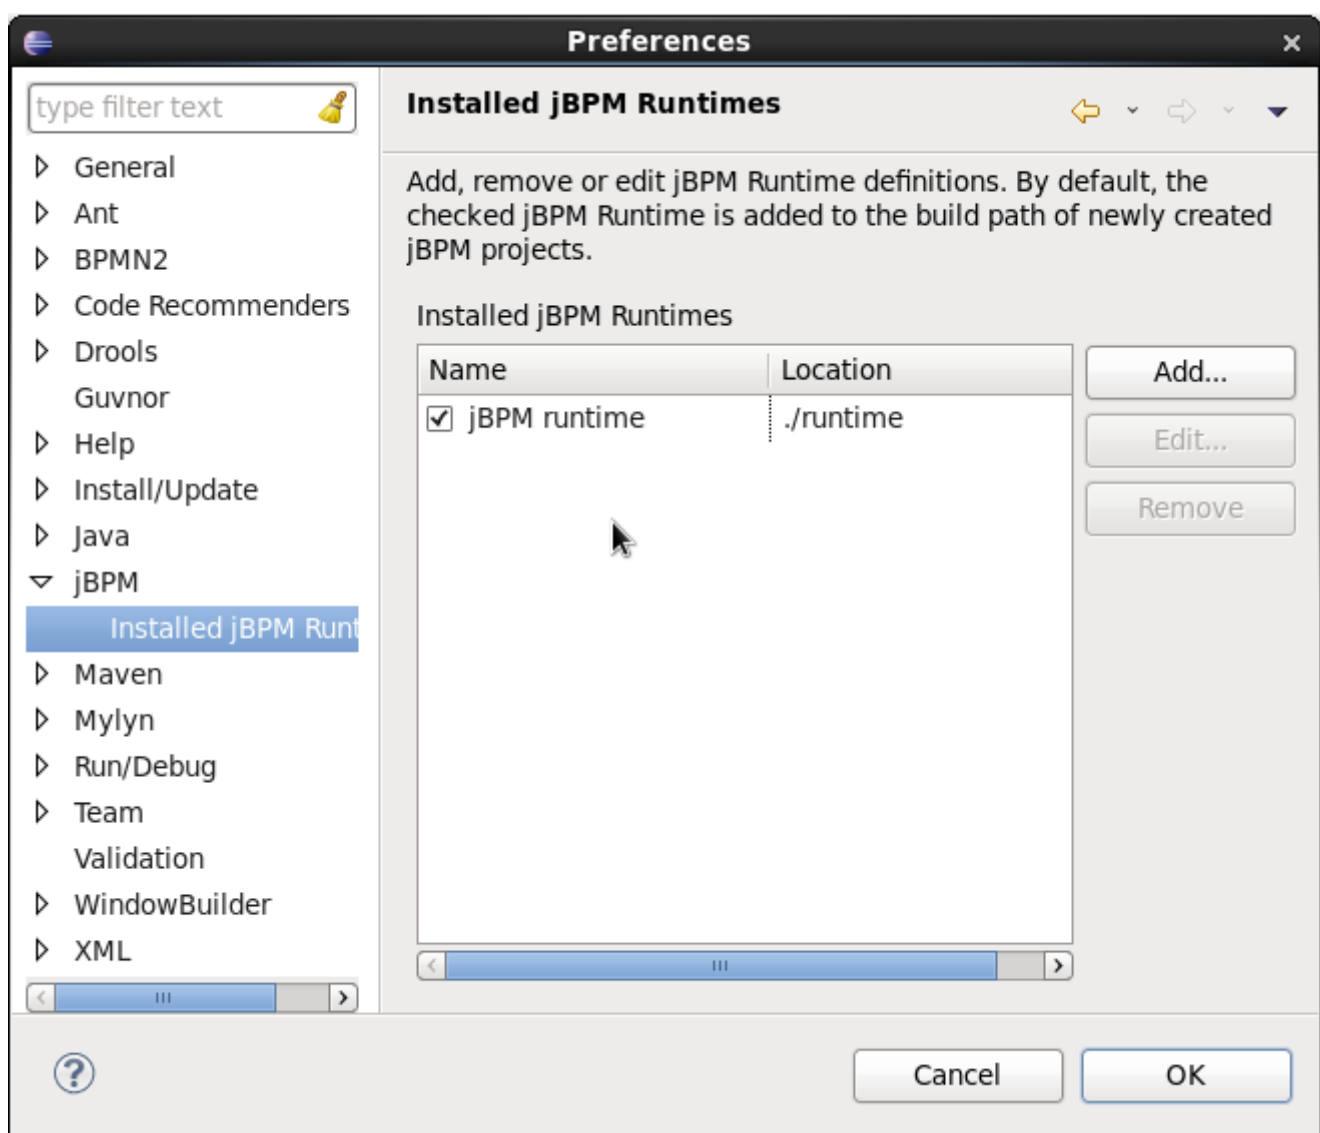 Preferences
type filter text
General
Ant
BPMN2
Code Recommenders
Drools
Guvnor
Help
Install/Update
Java
jBPM
Installed jBPM Runt
Maven
Mylyn
Run/Debug
Team
Validation
WindowBuilder
XML
Installed jBPM Runtimes
Add, remove or edit jBPM Runtime definitions. By default, the
checked jBPM Runtime is added to the build path of newly created
jBPM projects.
Installed jBPM Runtimes
Name Location
jBPM runtime ./runtime
Add...
Edit...
Remove
Cancel OK